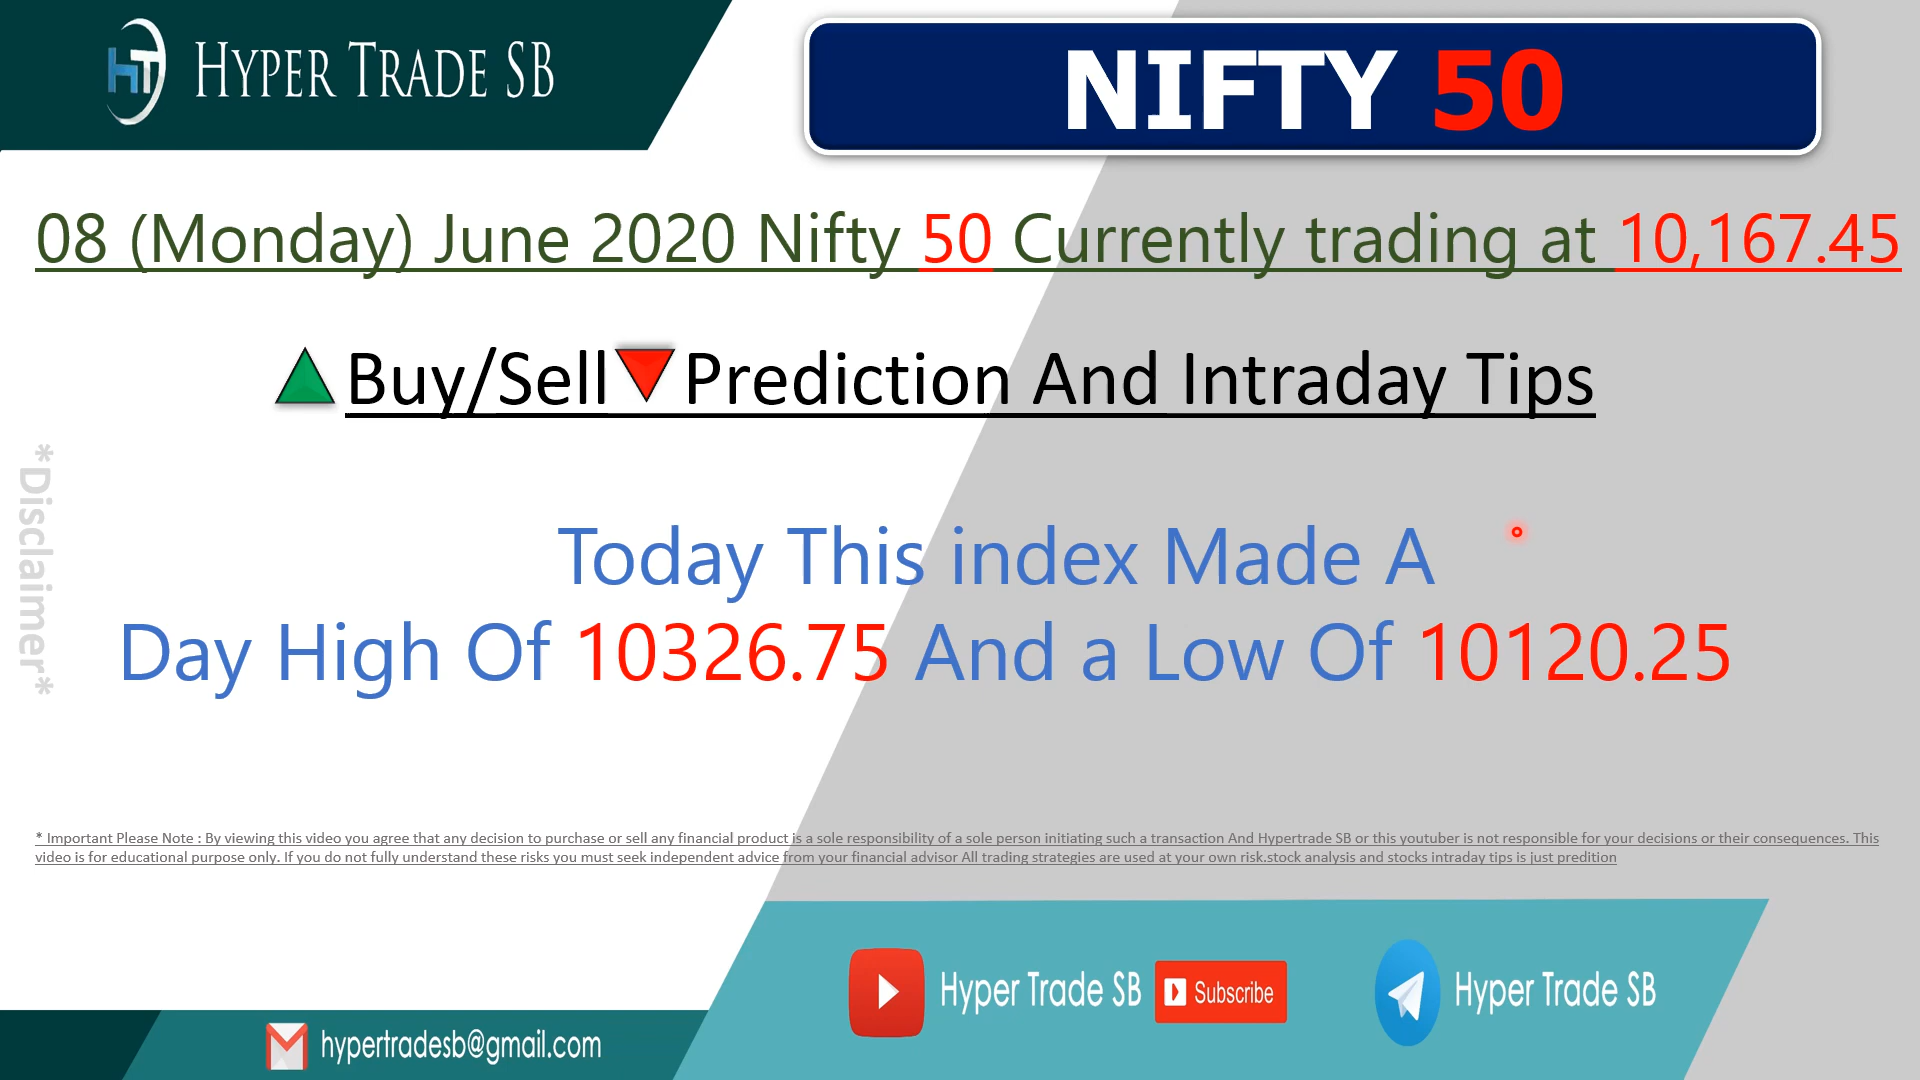 HT HYPER TRADE SB
NIFTY 50
08 (Monday) June 2020 Nifty 50 Currently trading at 10,167.45
Buy/Sell Prediction And Intraday Tips
*Disclaimer*
Today This index Made A
Day High Of 10326.75 And a Low Of 10120.25
* Important Please Note : By viewing this video you agree that any decision to purchase or sell any financial product is a sole responsibility of a sole person initiating such a transaction And Hypertrade SB or this youtuber is not responsible for your decisions or their consequences. This
video is for educational purpose only. If you do not fully understand these risks you must seek independent advice from your financial advisor All trading strategies are used at your own risk.stock analysis and stocks intraday tips is just predition
Hyper Trade SB Subscribe Hyper Trade SB
hypertradesb@gmail.com